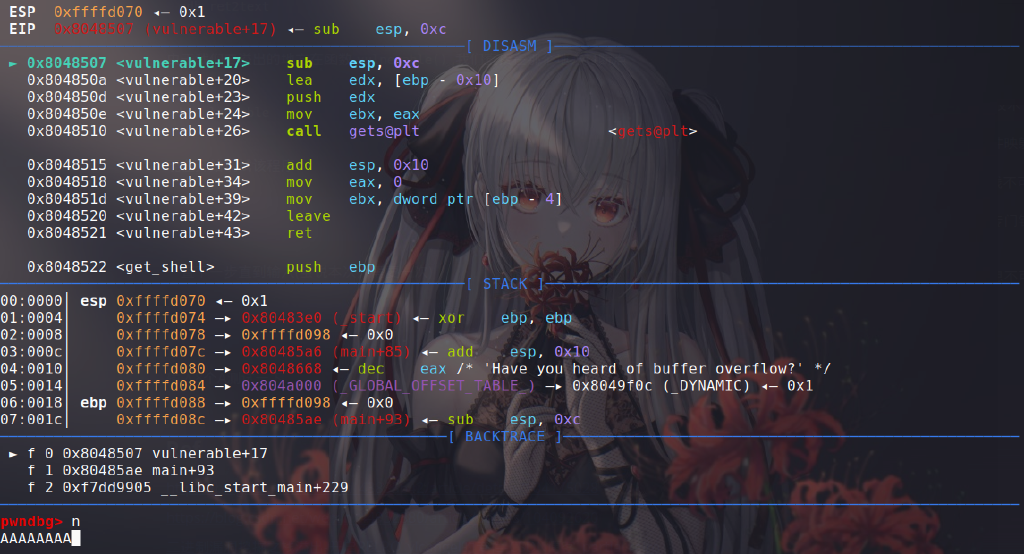 ESP  0xffffd070 ◂— 0x1
EIP  0x8048507 (vulnerable+17) ◂— sub    esp, 0xc
[ DISASM ]
► 0x8048507 <vulnerable+17>    sub    esp, 0xc
0x804850a <vulnerable+20>    lea    edx, [ebp - 0x10]
0x804850d <vulnerable+23>    push   edx
0x804850e <vulnerable+24>    mov    ebx, eax
0x8048510 <vulnerable+26>    call   gets@plt                     <gets@plt>
0x8048515 <vulnerable+31>    add    esp, 0x10
0x8048518 <vulnerable+34>    mov    eax, 0
0x804851d <vulnerable+39>    mov    ebx, dword ptr [ebp - 4]
0x8048520 <vulnerable+42>    leave
0x8048521 <vulnerable+43>    ret
0x8048522 <get_shell>        push   ebp
[ STACK ]
00:0000│ esp 0xffffd070 ◂— 0x1
01:0004│     0xffffd074 —▸ 0x80483e0 (_start) ◂— xor    ebp, ebp
02:0008│     0xffffd078 —▸ 0xffffd098 ◂— 0x0
03:000c│     0xffffd07c —▸ 0x80485a6 (main+85) ◂— add    esp, 0x10
04:0010│     0xffffd080 —▸ 0x8048668 ◂— dec    eax /* 'Have you heard of buffer overflow?' */
05:0014│     0xffffd084 —▸ 0x804a000 (_GLOBAL_OFFSET_TABLE_) —▸ 0x8049f0c (_DYNAMIC) ◂— 0x1
06:0018│ ebp 0xffffd088 —▸ 0xffffd098 ◂— 0x0
07:001c│     0xffffd08c —▸ 0x80485ae (main+93) ◂— sub    esp, 0xc
[ BACKTRACE ]
► f 0 0x8048507 vulnerable+17
f 1 0x80485ae main+93
f 2 0xf7dd9905 __libc_start_main+229
pwndbg> n
AAAAAAAA